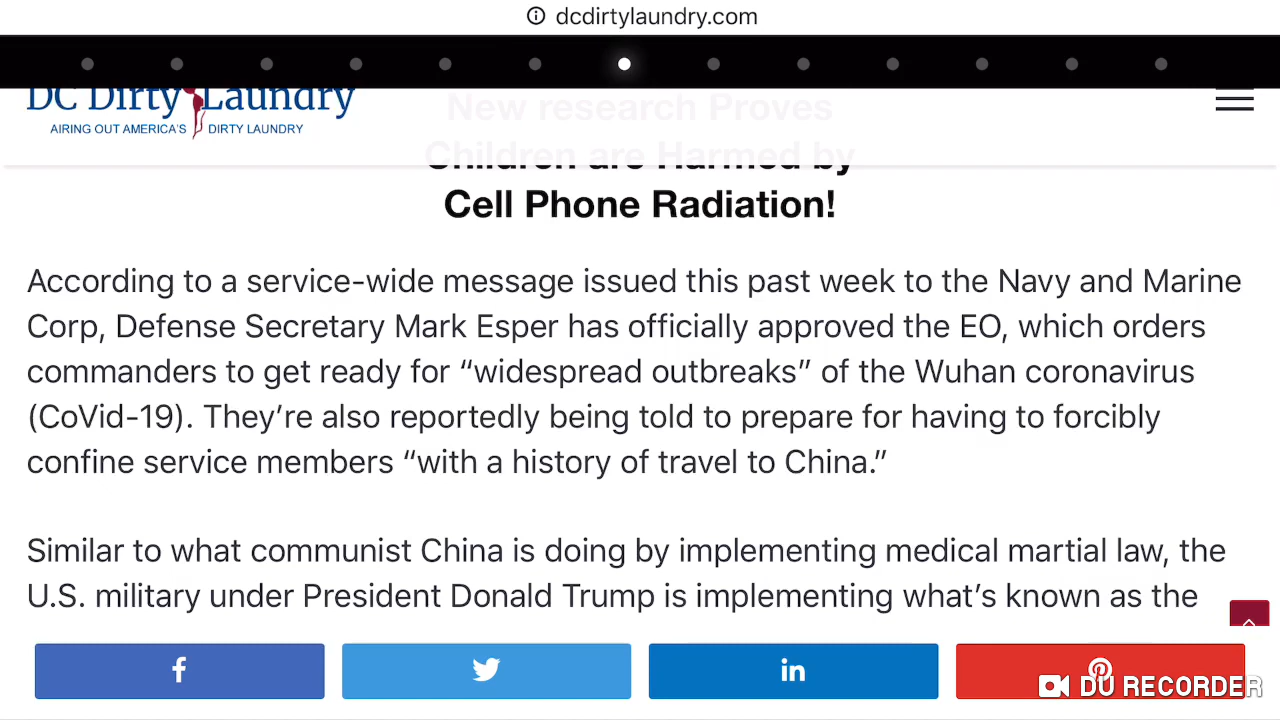 dcdirtylaundry.com
DC Dirty Laundry
AIRING OUT AMERICA'S DIRTY LAUNDRY
New research Proves
Children are Harmed by
Cell Phone Radiation!
According to a service-wide message issued this past week to the Navy and Marine
Corp, Defense Secretary Mark Esper has officially approved the EO, which orders
commanders to get ready for “widespread outbreaks” of the Wuhan coronavirus
(CoVid-19). They’re also reportedly being told to prepare for having to forcibly
confine service members “with a history of travel to China.”
Similar to what communist China is doing by implementing medical martial law, the
U.S. military under President Donald Trump is implementing what’s known as the
DU RECORDER